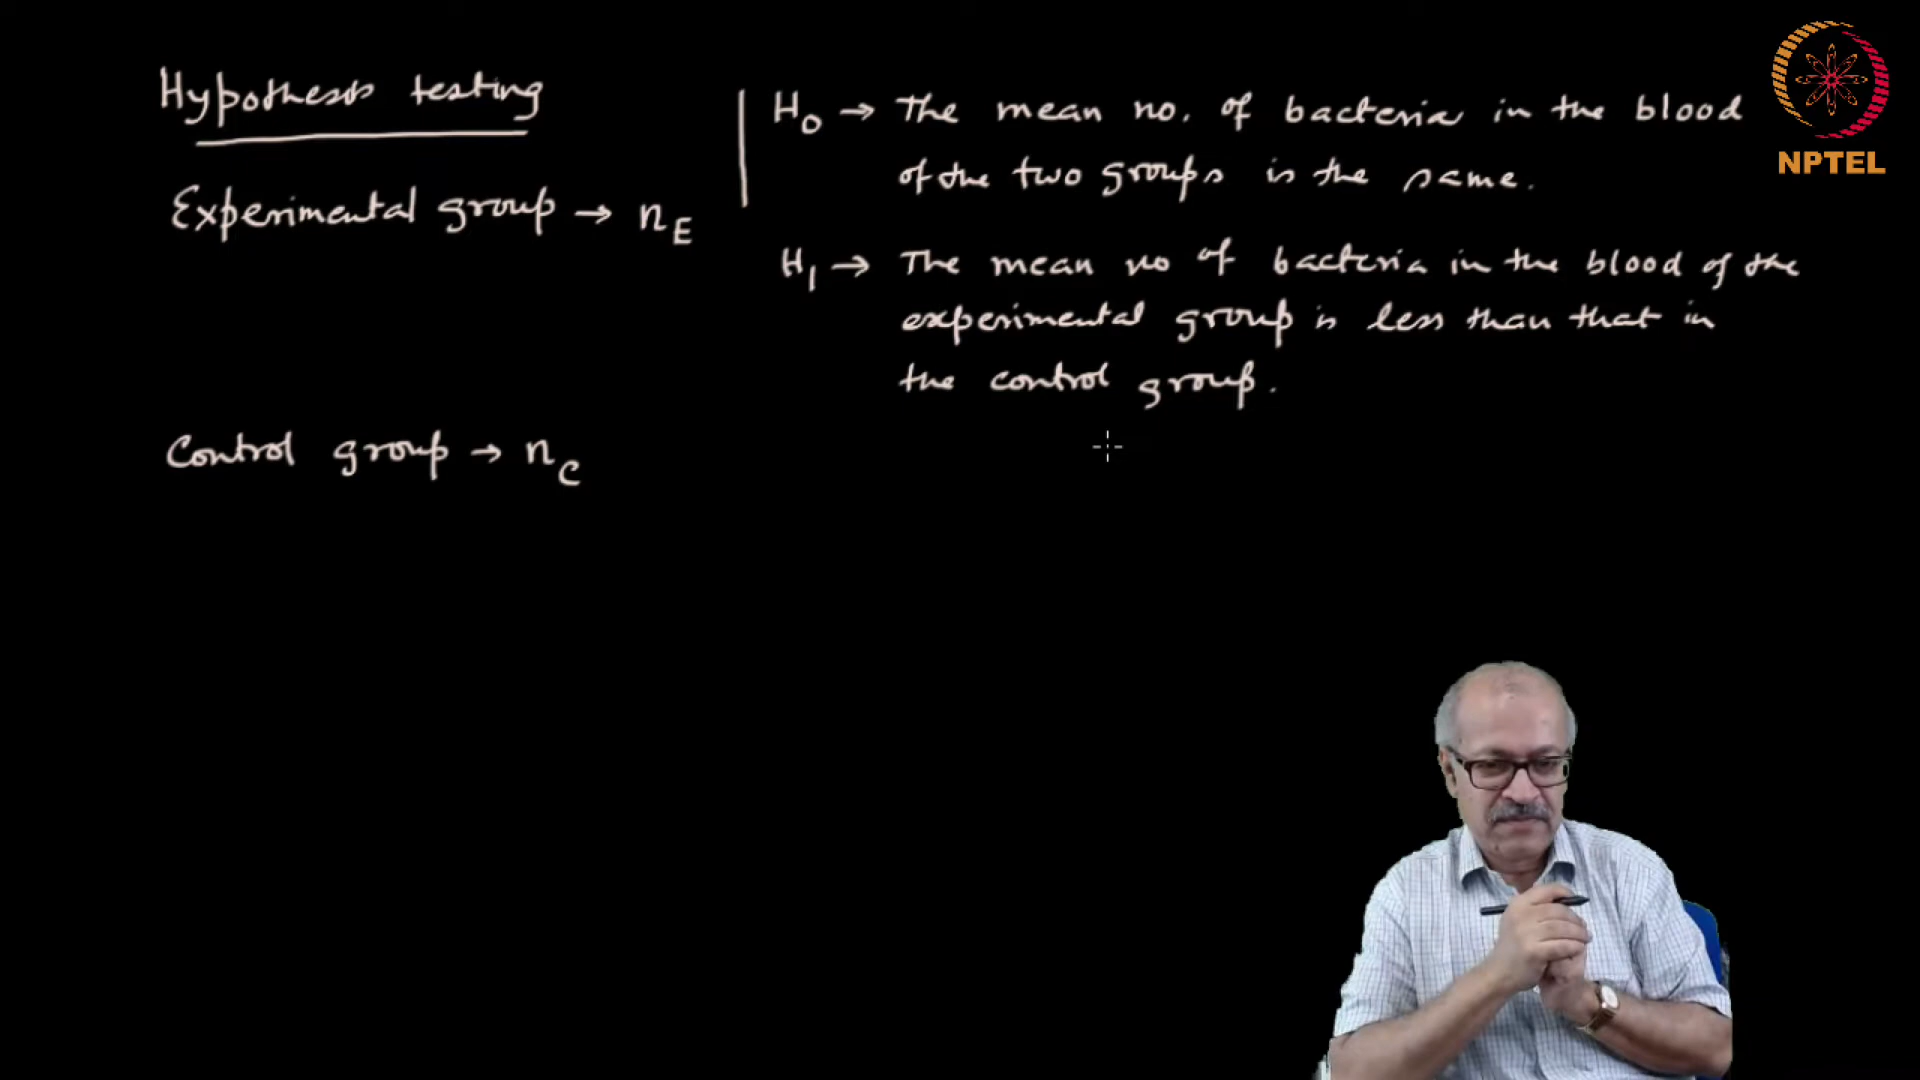 Hypothesis testing
Experimental group → nE
Control group → nC
H0 → The mean no. of bacteria in the blood
of the two groups is the same.
H1 → The mean no of bacteria in the blood of the
experimental group is less than that in
the control group.
NPTEL